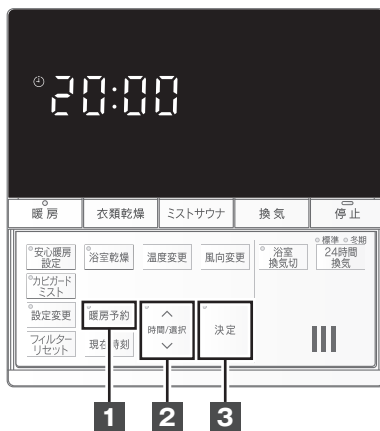 20:00
暖房 衣類乾燥 ミストサウナ 換気 停止
標準 冬期
安心暖房
設定
浴室乾燥 温度変更 風向変更
浴室
換気切
24時間
換気
カビガード
ミスト
設定変更 暖房予約 時間/選択 決定
フィルター
リセット
現在時刻
1 2 3